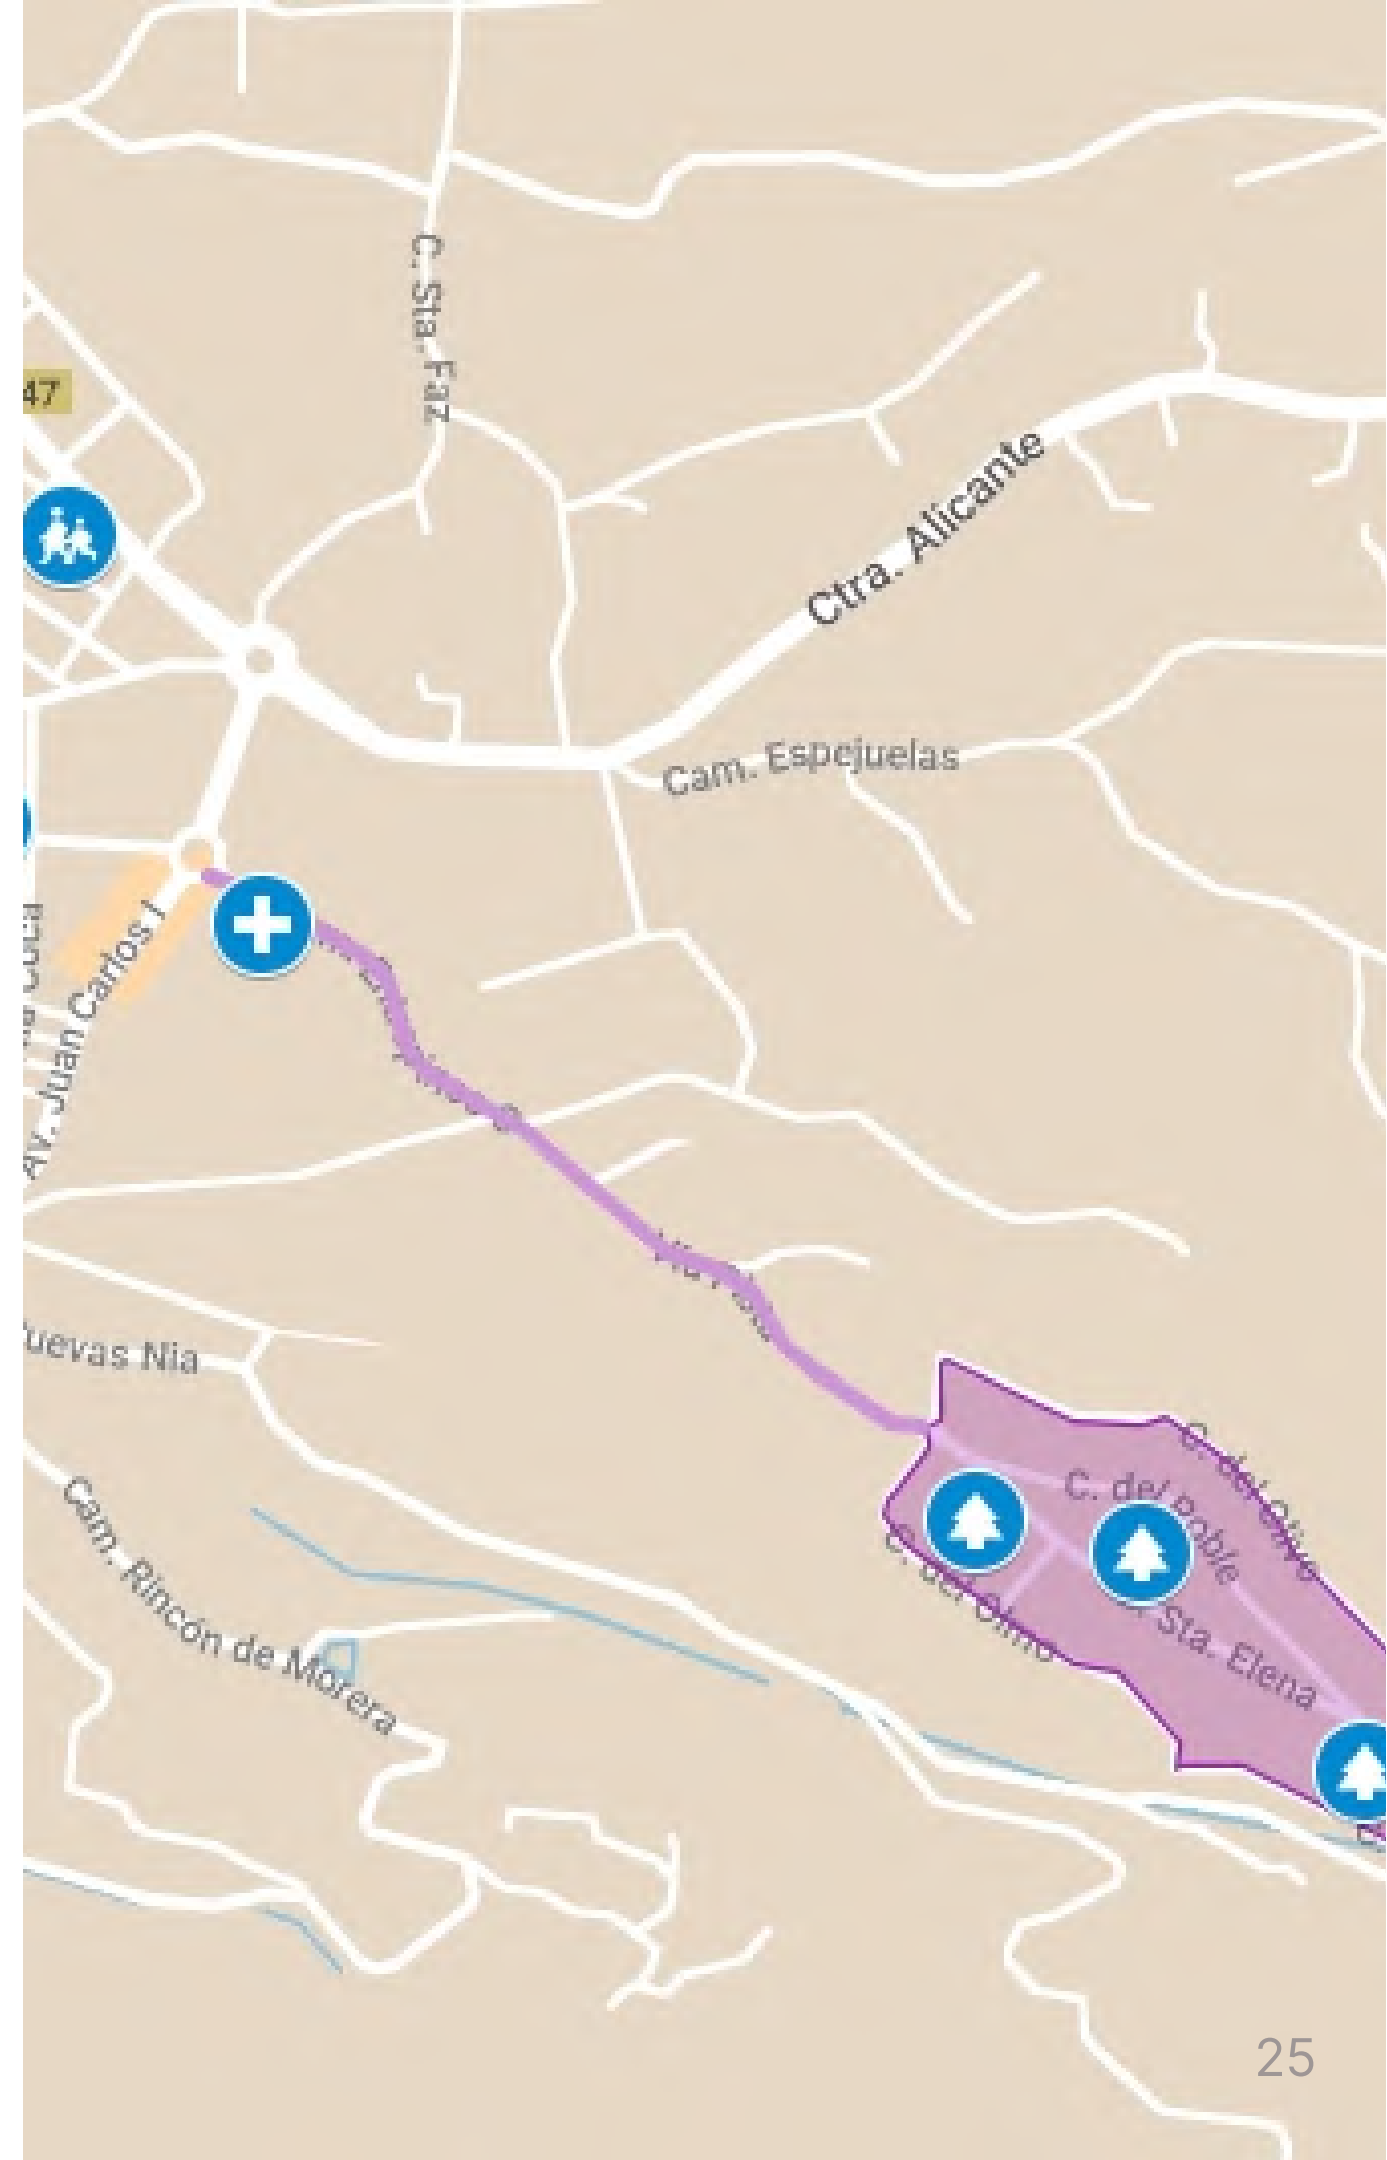 C. Sta. Faz
47
Ctra. Alicante
Cam. Espejuelas
Av. Juan Carlos I
uevas Nia
C. del Olivo
C. del Roble
C. del Olmo
Sta. Elena
Cam. Rincón de Morera
25